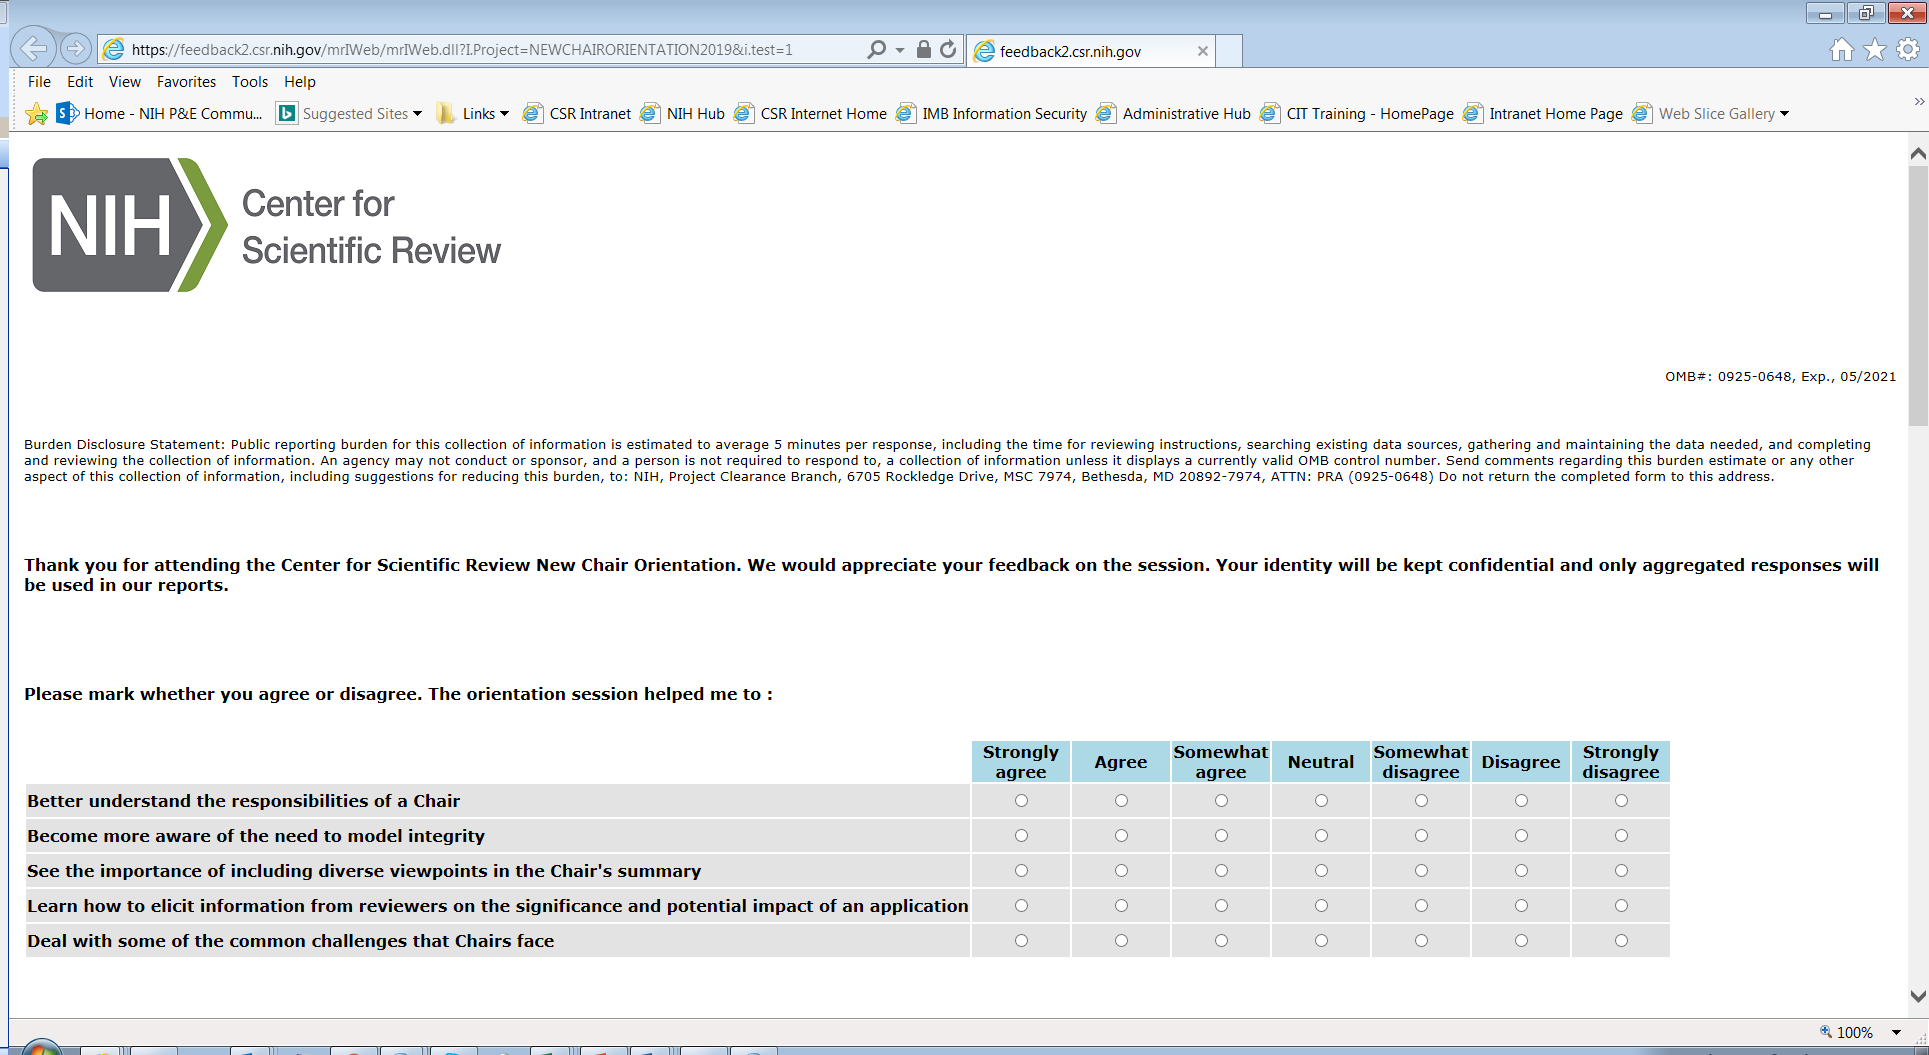 https://feedback2.csr.nih.gov/mrIWeb/mrIWeb.dll?I.Project=NEWCHAIRORIENTATION2019&i.test=1
feedback2.csr.nih.gov
File Edit View Favorites Tools Help
Home - NIH P&E Commu... Suggested Sites Links CSR Intranet NIH Hub CSR Internet Home IMB Information Security Administrative Hub CIT Training - HomePage Intranet Home Page Web Slice Gallery
NIH
Center for
Scientific Review
OMB#: 0925-0648, Exp., 05/2021
Burden Disclosure Statement: Public reporting burden for this collection of information is estimated to average 5 minutes per response, including the time for reviewing instructions, searching existing data sources, gathering and maintaining the data needed, and completing
and reviewing the collection of information. An agency may not conduct or sponsor, and a person is not required to respond to, a collection of information unless it displays a currently valid OMB control number. Send comments regarding this burden estimate or any other
aspect of this collection of information, including suggestions for reducing this burden, to: NIH, Project Clearance Branch, 6705 Rockledge Drive, MSC 7974, Bethesda, MD 20892-7974, ATTN: PRA (0925-0648) Do not return the completed form to this address.
Thank you for attending the Center for Scientific Review New Chair Orientation. We would appreciate your feedback on the session. Your identity will be kept confidential and only aggregated responses will
be used in our reports.
Please mark whether you agree or disagree. The orientation session helped me to :
Strongly agree Agree Somewhat agree Neutral Somewhat disagree Disagree Strongly disagree
Better understand the responsibilities of a Chair
Become more aware of the need to model integrity
See the importance of including diverse viewpoints in the Chair's summary
Learn how to elicit information from reviewers on the significance and potential impact of an application
Deal with some of the common challenges that Chairs face
100%